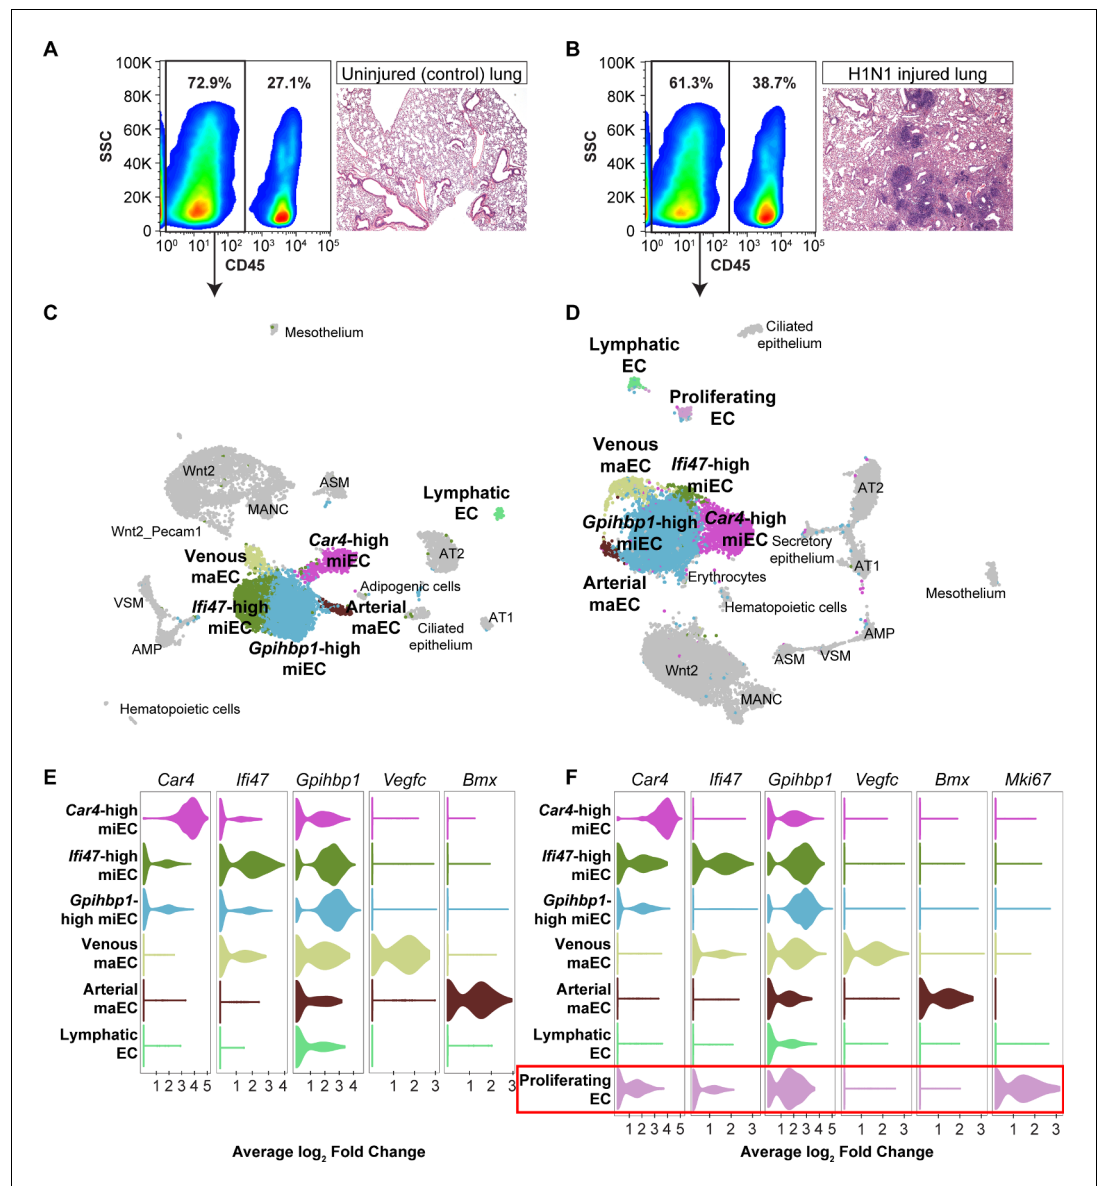 A
B
Uninjured (control) lung
H1N1 injured lung
100K
80K
60K
40K
20K
0
SSC
72.9%
27.1%
10⁰ 10¹ 10² 10³ 10⁴ 10⁵
CD45
100K
80K
60K
40K
20K
0
SSC
61.3%
38.7%
10⁰ 10¹ 10² 10³ 10⁴ 10⁵
CD45
C
Mesothelium
Wnt2
MANC
ASM
Wnt2_Pecam1
Lymphatic
EC
Car4-high
miEC
Venous
maEC
AT2
Adipogenic cells
VSM
Ifi47-high
miEC
Arterial
maEC
AT1
AMP
Ciliated
epithelium
Gpihbp1-high
miEC
Hematopoietic cells
D
Ciliated
epithelium
Lymphatic
EC
Proliferating
EC
Venous
maEC
Ifi47-high
miEC
AT2
Gpihbp1-high
miEC
Car4-high
miEC
Secretory
epithelium
AT1
Arterial
maEC
Erythrocytes
Hematopoietic cells
Mesothelium
AMP
ASM
VSM
Wnt2
MANC
E
Car4 Ifi47 Gpihbp1 Vegfc Bmx
Car4-high
miEC
Ifi47-high
miEC
Gpihbp1-
high miEC
Venous
maEC
Arterial
maEC
Lymphatic
EC
1 2 3 4 5 1 2 3 4 1 2 3 4 1 2 3 1 2 3
Average log₂ Fold Change
F
Car4 Ifi47 Gpihbp1 Vegfc Bmx Mki67
Car4-high
miEC
Ifi47-high
miEC
Gpihbp1-
high miEC
Venous
maEC
Arterial
maEC
Lymphatic
EC
Proliferating
EC
1 2 3 4 5 1 2 3 1 2 3 4 5 1 2 3 1 2 3 1 2 3
Average log₂ Fold Change